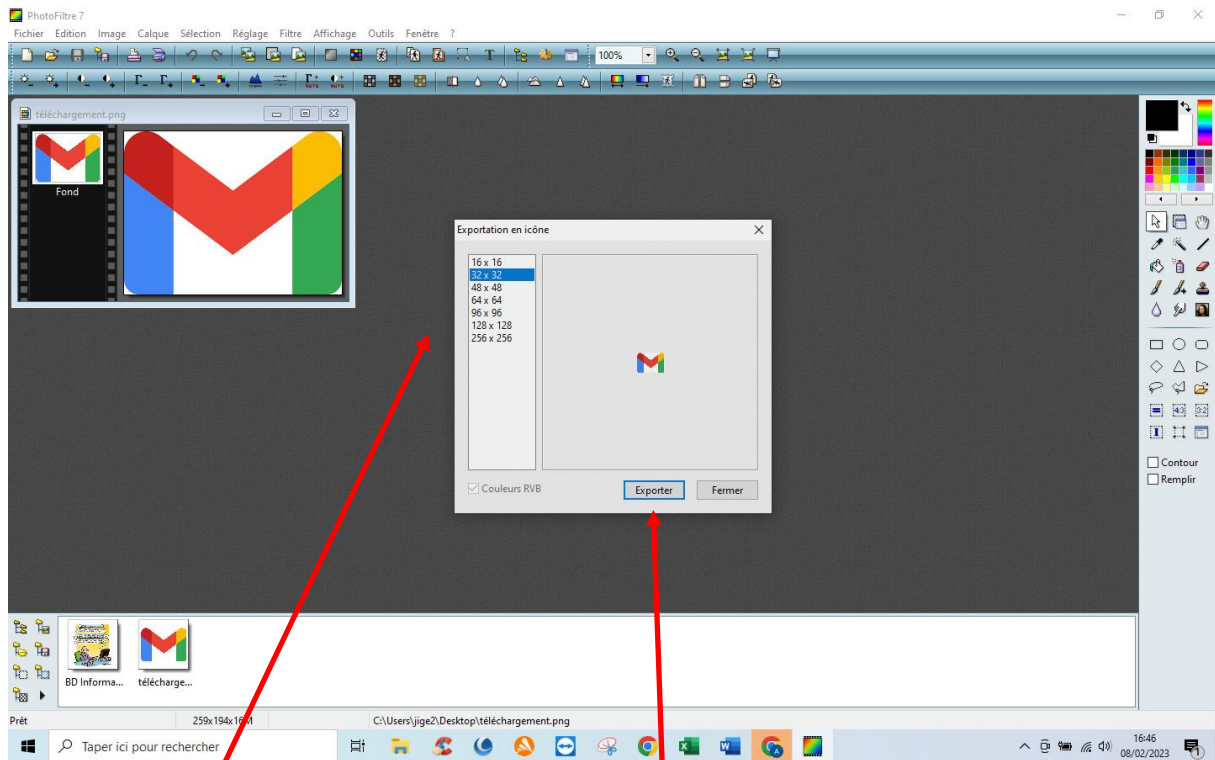 PhotoFiltre 7
Fichier Edition Image Calque Sélection Réglage Filtre Affichage Outils Fenêtre ?
100%
téléchargement.png
Fond
Exportation en icône
16 x 16
32 x 32
48 x 48
64 x 64
96 x 96
128 x 128
256 x 256
Couleurs RVB
Exporter Fermer
Contour
Remplir
BD Informa... télécharge...
Prêt C:\Users\jige2\Desktop\téléchargement.png
Taper ici pour rechercher
16:46
08/02/2023